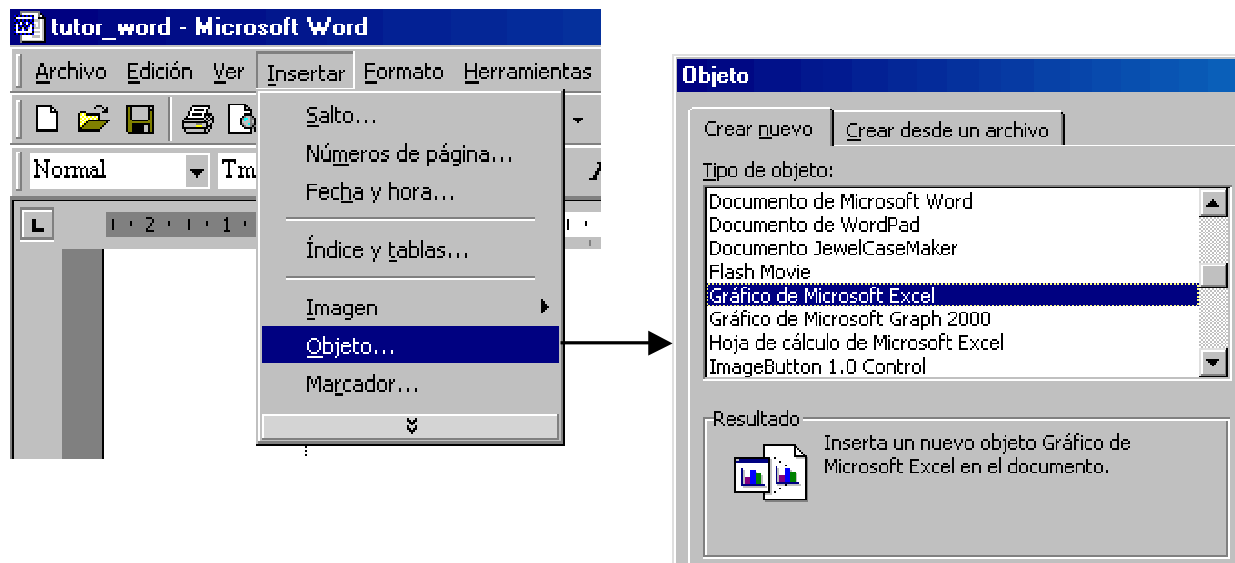 tutor_word - Microsoft Word
Archivo Edición Ver Insertar Formato Herramientas
Normal Tm
L 2 1
Salto...
Números de página...
Fecha y hora...
Índice y tablas...
Imagen
Objeto...
Marcador...
Objeto
Crear nuevo Crear desde un archivo
Tipo de objeto:
Documento de Microsoft Word
Documento de WordPad
Documento JewelCaseMaker
Flash Movie
Gráfico de Microsoft Excel
Gráfico de Microsoft Graph 2000
Hoja de cálculo de Microsoft Excel
ImageButton 1.0 Control
Resultado
Inserta un nuevo objeto Gráfico de
Microsoft Excel en el documento.